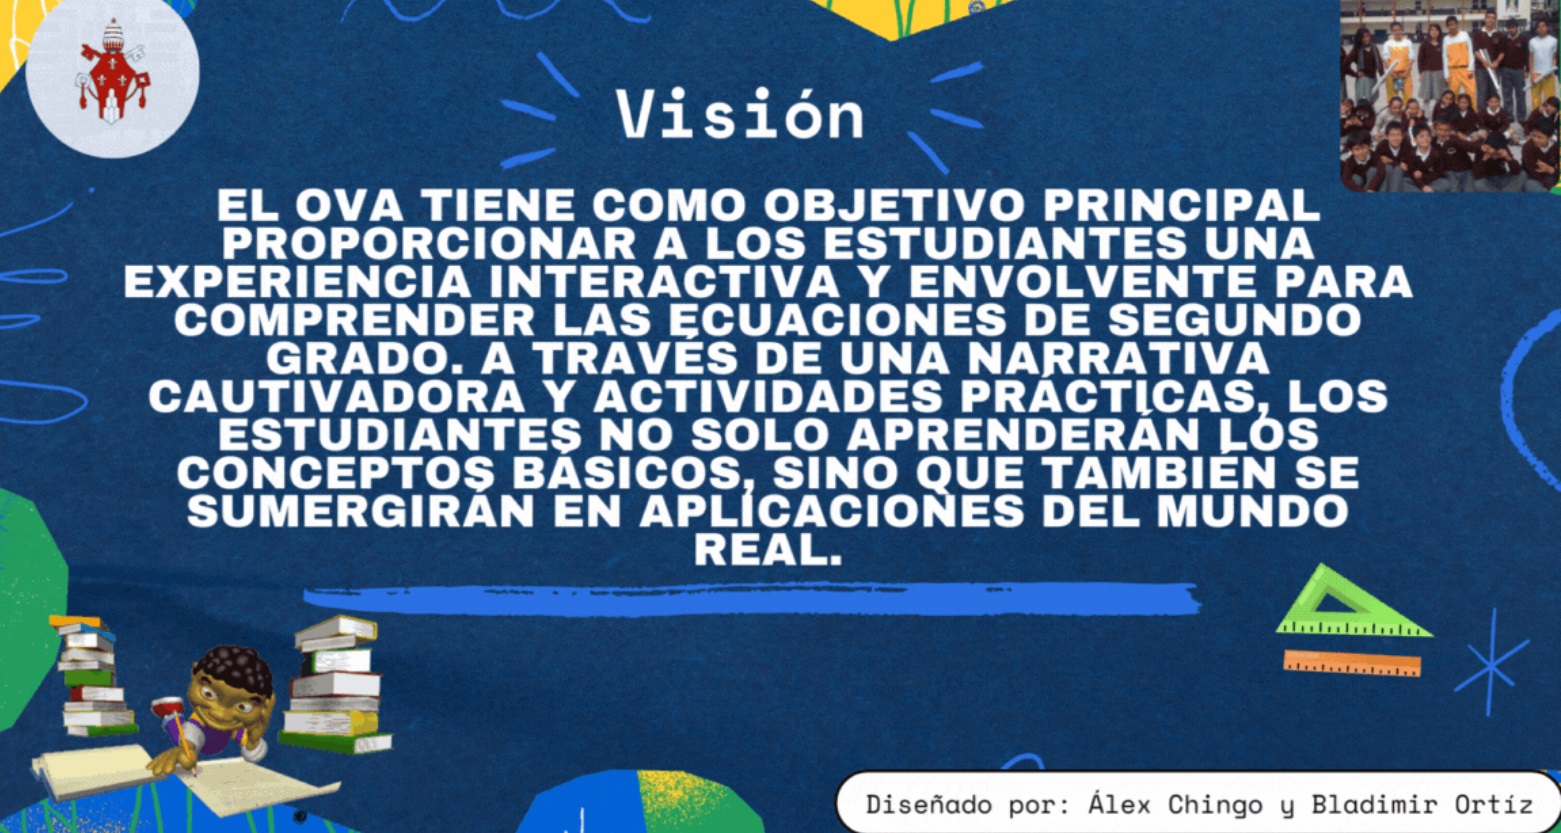 Visión
EL OVA TIENE COMO OBJETIVO PRINCIPAL
PROPORCIONAR A LOS ESTUDIANTES UNA
EXPERIENCIA INTERACTIVA Y ENVOLVENTE PARA
COMPRENDER LAS ECUACIONES DE SEGUNDO
GRADO. A TRAVÉS DE UNA NARRATIVA
CAUTIVADORA Y ACTIVIDADES PRÁCTICAS, LOS
ESTUDIANTES NO SOLO APRENDERÁN LOS
CONCEPTOS BÁSICOS, SINO QUE TAMBIÉN SE
SUMERGIRÁN EN APLICACIONES DEL MUNDO
REAL.
Diseñado por: Álex Chingo y Bladimir Ortíz